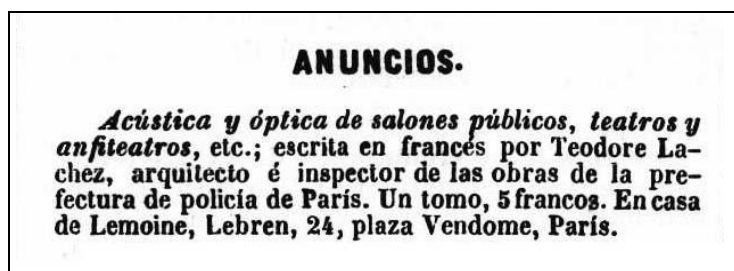 ANUNCIOS.
Acústica y óptica de salones públicos, teatros y
anfiteatros, etc.; escrita en francés por Teodore La-
chez, arquitecto é inspector de las obras de la pre-
fectura de policía de París. Un tomo, 5 francos. En casa
de Lemoine, Lebren, 24, plaza Vendome, París.